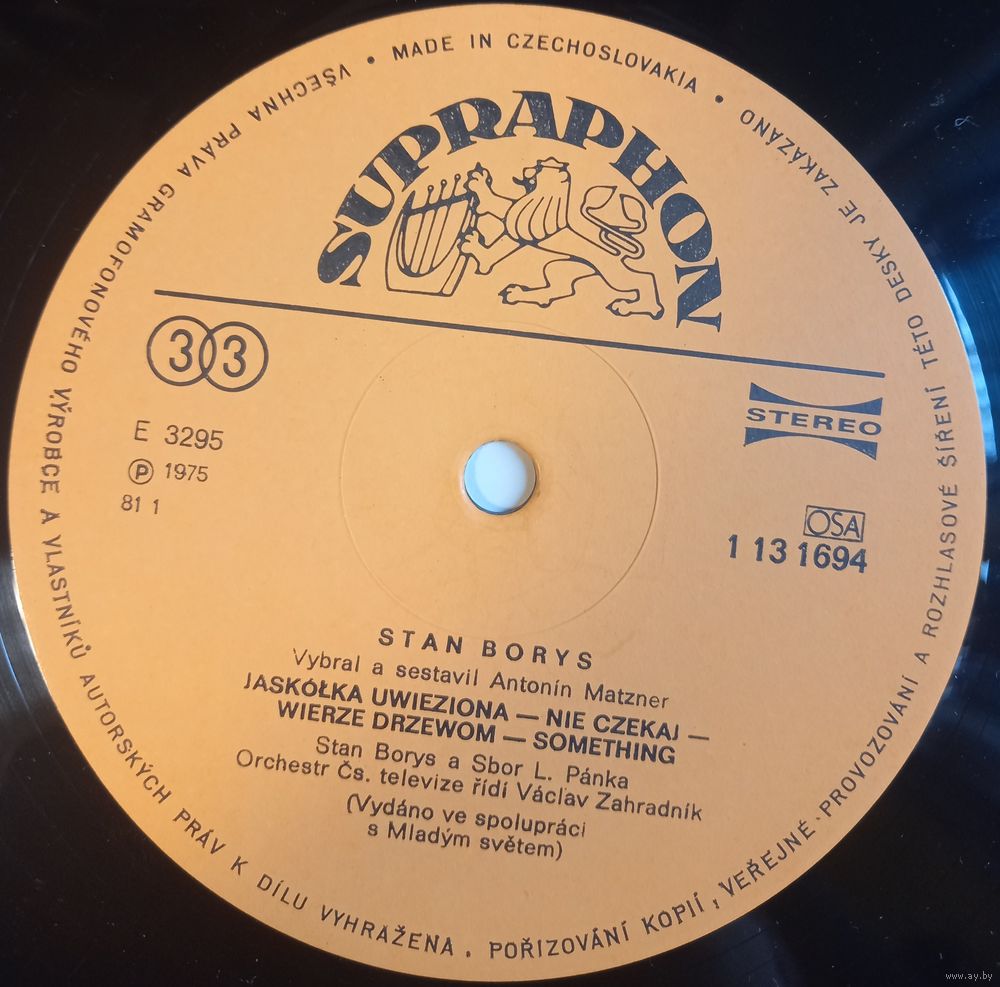 VŠECHNA PRÁVA GRAMOFONOVÉHO VÝROBCE A VLASTNÍKŮ AUTORSKÝCH PRÁV K DÍLU VYHRAŽENA. POŘIZOVÁNÍ KOPIÍ, VEŘEJNÉ PROVOZOVÁNÍ A ROZHLASOVÉ ŠÍŘENÍ TÉTO DESKY JE ZAKÁZÁNO
• MADE IN CZECHOSLOVAKIA •
SUPRAPHON
33
STEREO
E 3295
Ⓟ 1975
81 1
OSA
1 13 1694
STAN BORYS
Vybral a sestavil Antonín Matzner
JASKÓŁKA UWIEZIONA — NIE CZEKAJ —
WIERZE DRZEWOM — SOMETHING
Stan Borys a Sbor L. Pánka
Orchestr Čs. televize řídí Václav Zahradník
(Vydáno ve spolupráci
s Mladým světem)
www.ay.by